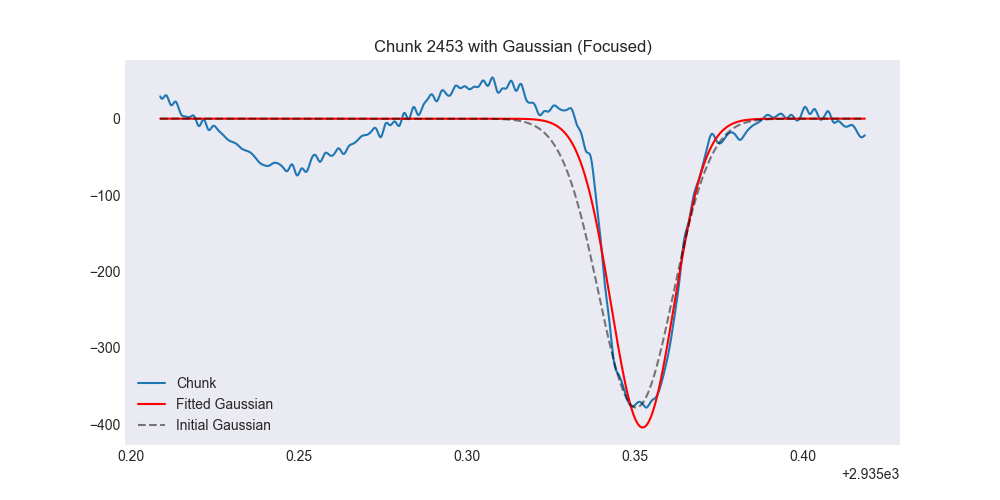 Chunk 2453 with Gaussian (Focused)
0
−100
−200
−300
−400
Chunk
Fitted Gaussian
Initial Gaussian
0.20 0.25 0.30 0.35 0.40
+2.935e3